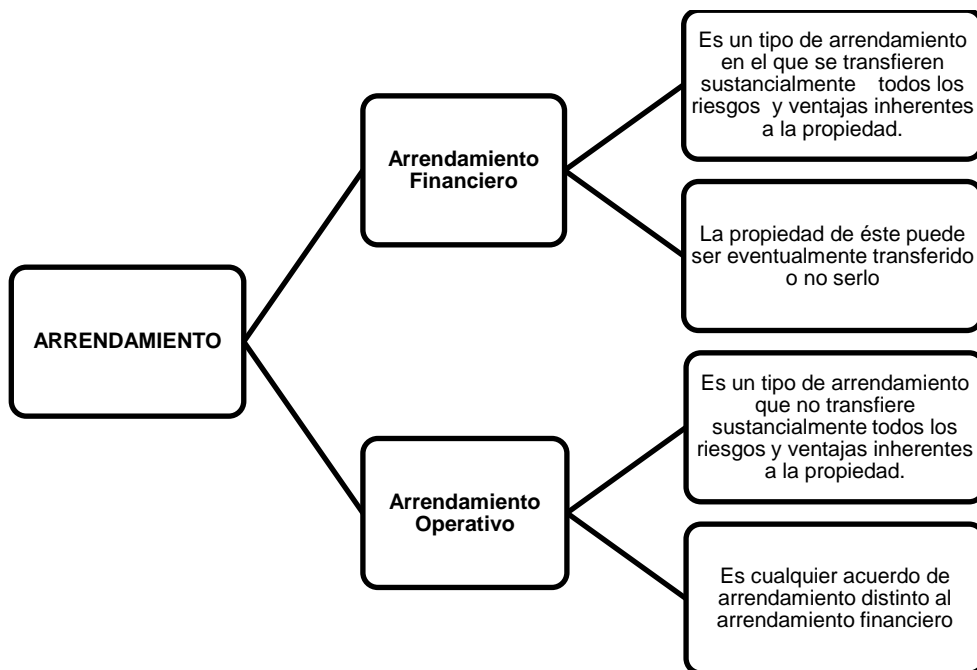 ARRENDAMIENTO
Arrendamiento
Financiero
Es un tipo de arrendamiento
en el que se transfieren
sustancialmente todos los
riesgos y ventajas inherentes
a la propiedad.
La propiedad de éste puede
ser eventualmente transferido
o no serlo
Arrendamiento
Operativo
Es un tipo de arrendamiento
que no transfiere
sustancialmente todos los
riesgos y ventajas inherentes
a la propiedad.
Es cualquier acuerdo de
arrendamiento distinto al
arrendamiento financiero